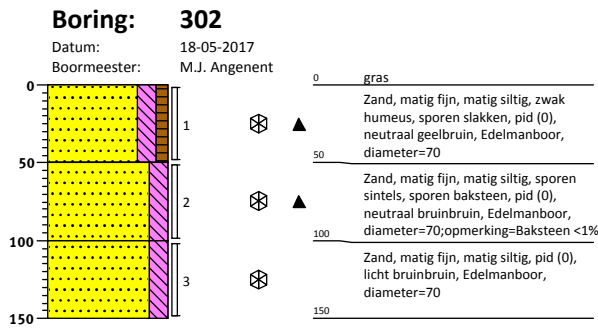 Boring: 302
Datum: 18-05-2017
Boormeester: M.J. Angenent
0
50
100
150
1
2
3
0 gras
Zand, matig fijn, matig siltig, zwak
humeus, sporen slakken, pid (0),
neutraal geelbruin, Edelmanboor,
diameter=70
50
Zand, matig fijn, matig siltig, sporen
sintels, sporen baksteen, pid (0),
neutraal bruinbruin, Edelmanboor,
diameter=70;opmerking=Baksteen <1%
100
Zand, matig fijn, matig siltig, pid (0),
licht bruinbruin, Edelmanboor,
diameter=70
150